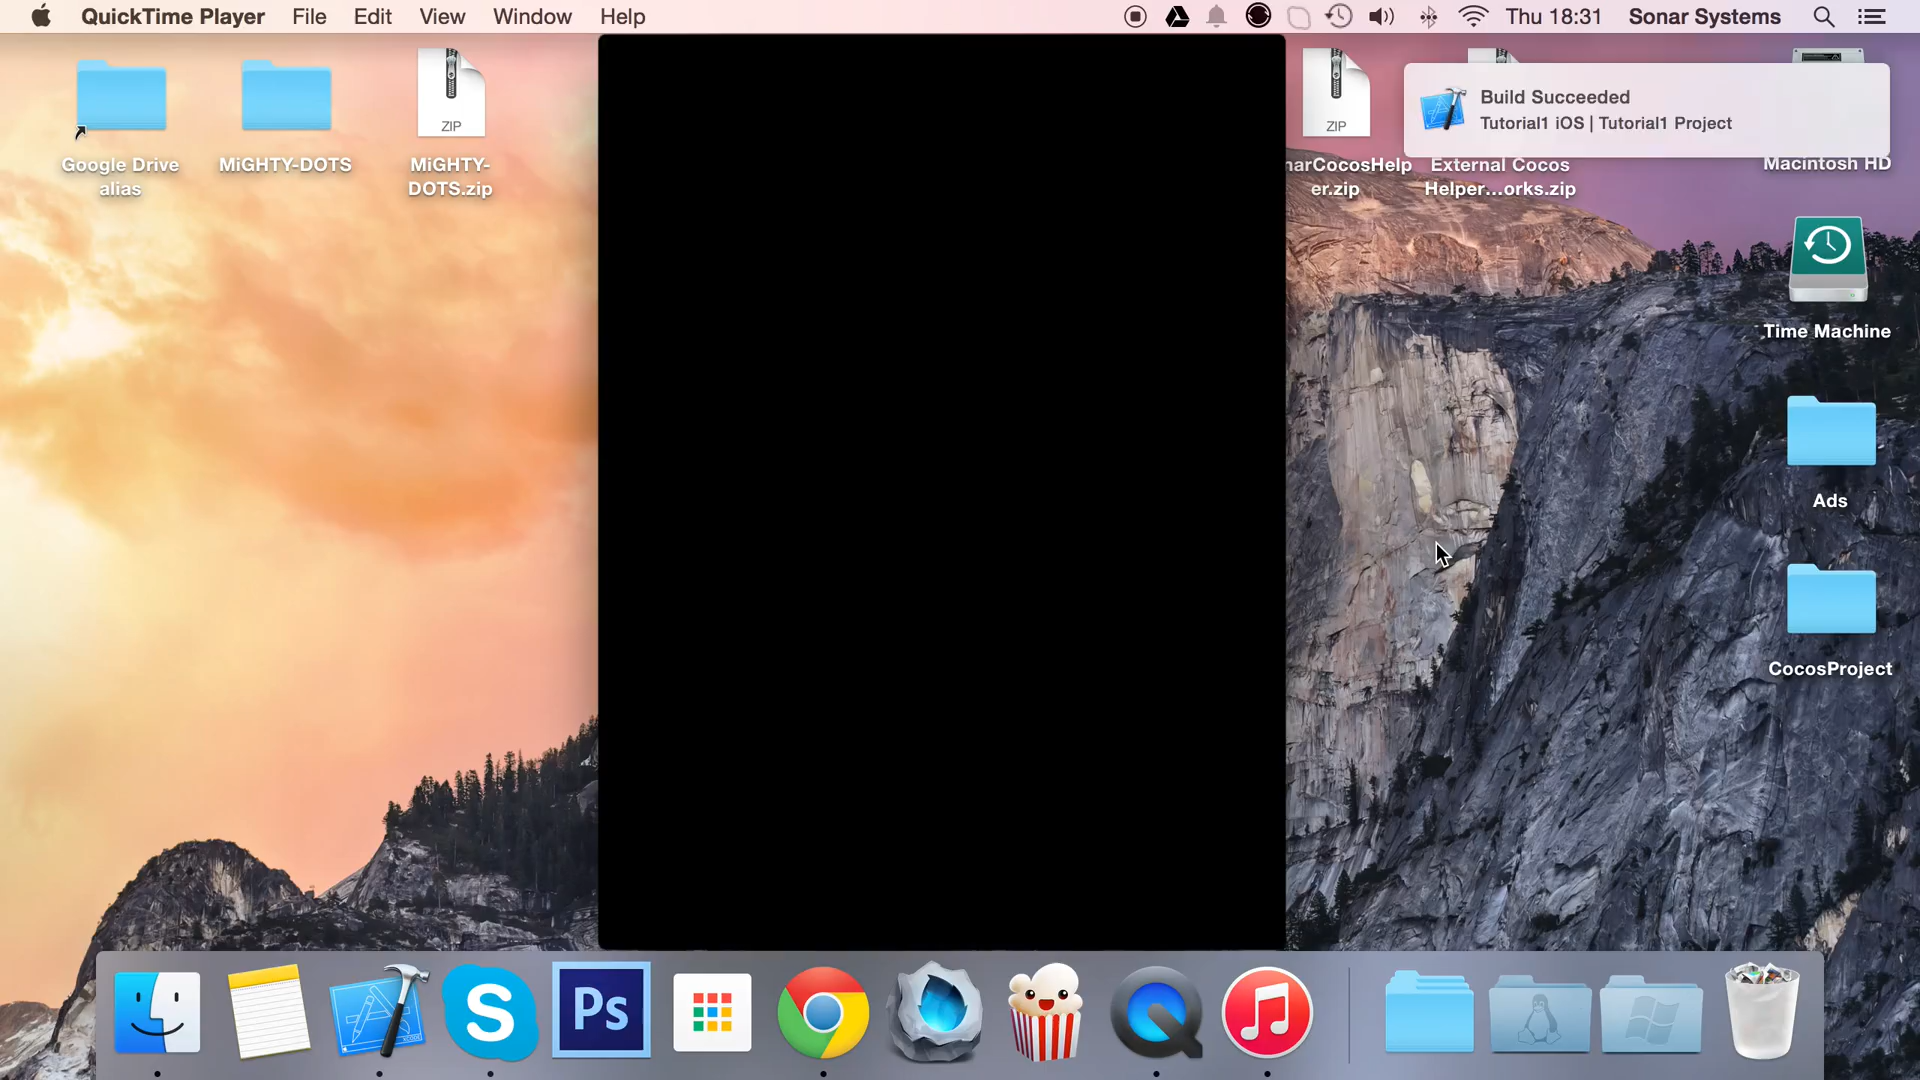 QuickTime Player File Edit View Window Help Thu 18:31 Sonar Systems
Build Succeeded
Tutorial1 iOS | Tutorial1 Project
ZIP
ZIP
Google Drive
alias
MiGHTY-DOTS
MiGHTY-
DOTS.zip
narCocosHelp
er.zip
External Cocos
Helper...orks.zip
Macintosh HD
Time Machine
Ads
CocosProject
S
Ps